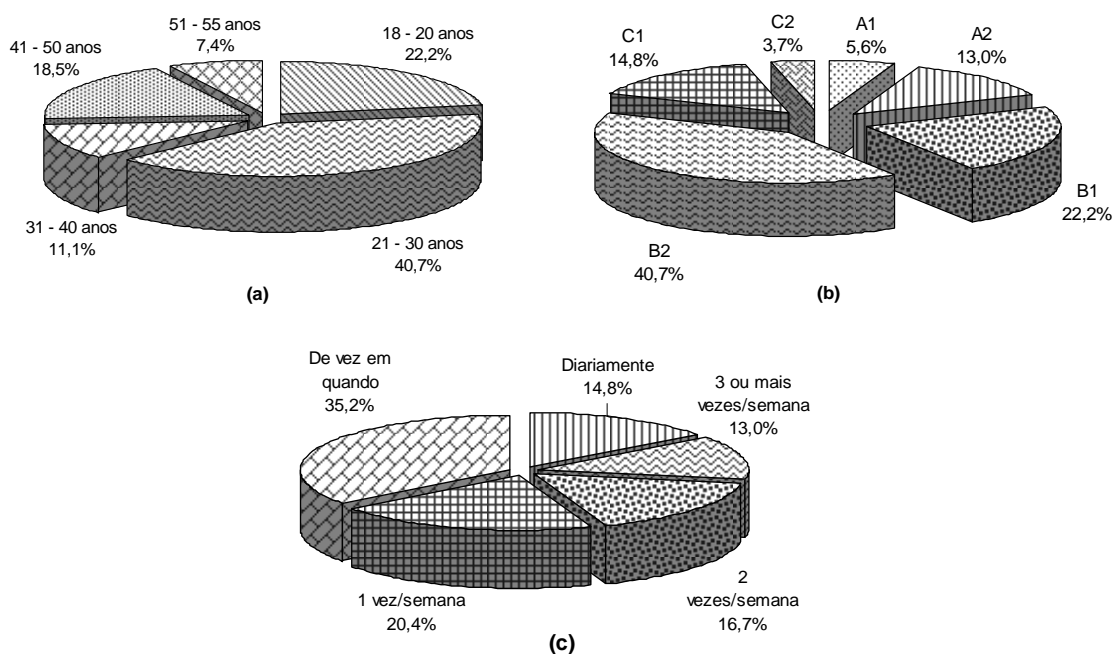 51 - 55 anos
7,4%
18 - 20 anos
22,2%
41 - 50 anos
18,5%
31 - 40 anos
11,1%
21 - 30 anos
40,7%
(a)
C1
14,8%
C2
3,7%
A1
5,6%
A2
13,0%
B1
22,2%
B2
40,7%
(b)
De vez em
quando
35,2%
Diariamente
14,8%
3 ou mais
vezes/semana
13,0%
1 vez/semana
20,4%
2
vezes/semana
16,7%
(c)